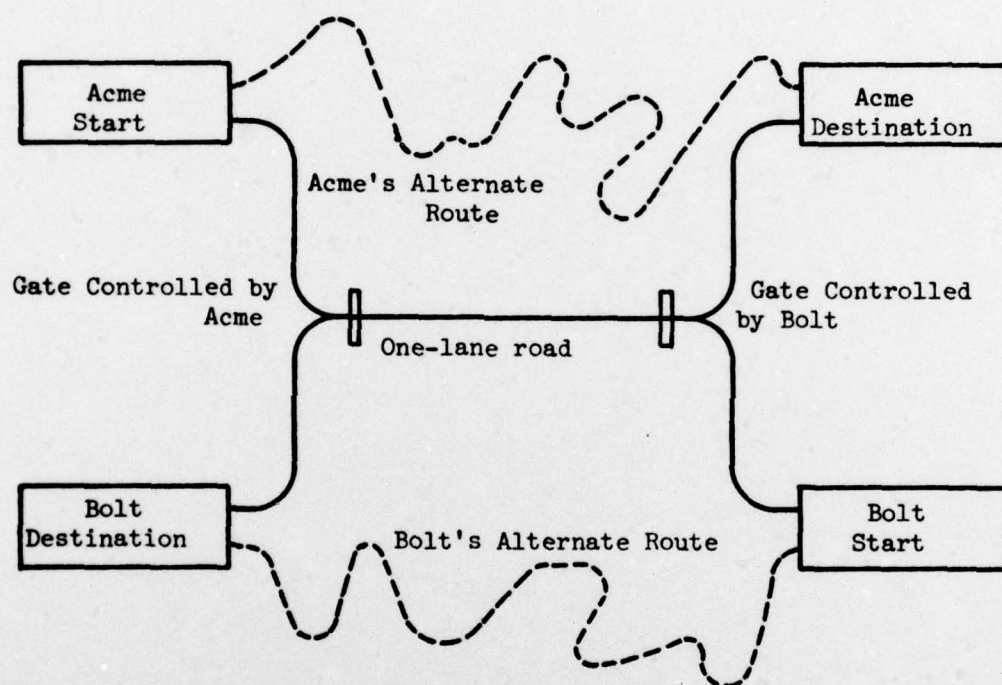 Acme
Start
Acme
Destination
Acme's Alternate
Route
Gate Controlled by
Acme
Gate Controlled
by Bolt
One-lane road
Bolt
Destination
Bolt's Alternate Route
Bolt
Start